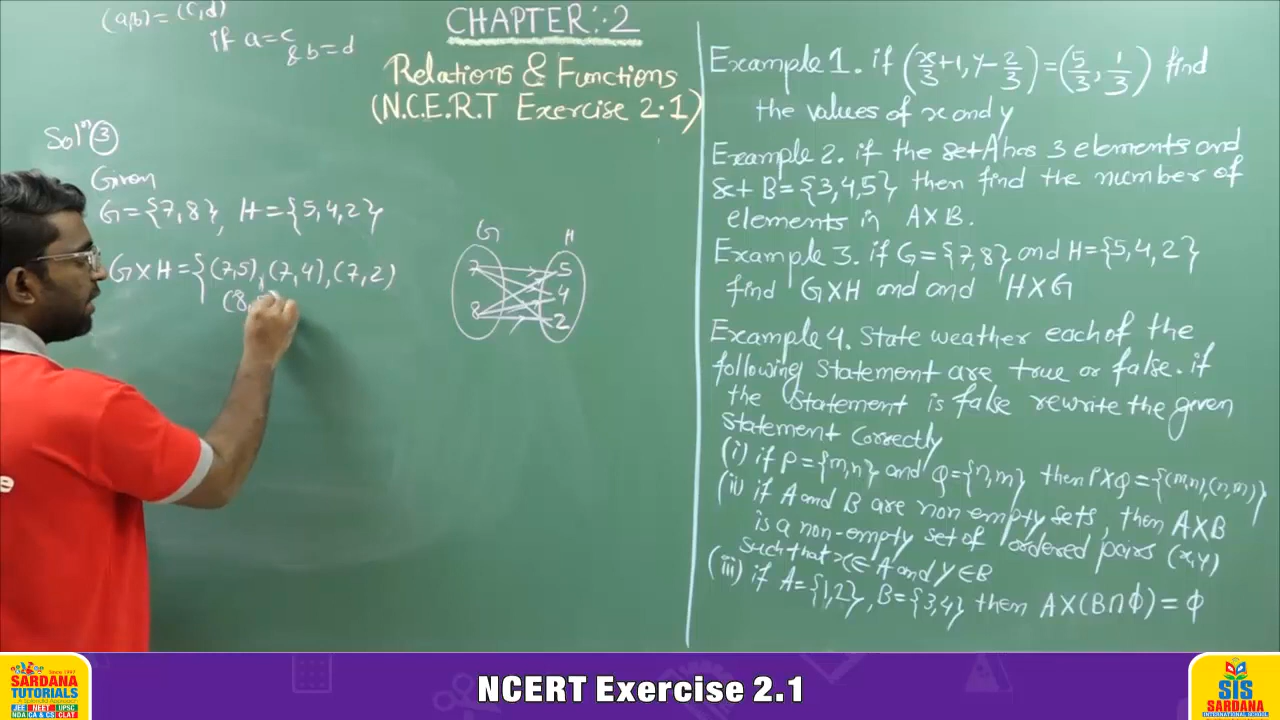 (a,b) = (c,d)
if a=c
& b=d
CHAPTER:-2
Relations & Functions
(N.C.E.R.T Exercise 2.1)
Solⁿ ③
Given
G={7,8}, H={5,4,2}
G×H={(7,5),(7,4),(7,2)
(8,
G H
7 5
4
8 2
Example 1. if (x/3+1, y-2/3)=(5/3,1/3) find
the values of x and y
Example 2. if the set A has 3 elements and
set B={3,4,5} then find the number of
elements in A×B.
Example 3. if G={7,8} and H={5,4,2}
find G×H and and H×G
Example 4. State weather each of the
following Statement are true or false. if
the statement is false rewrite the given
statement Correctly
(i) if P={m,n} and Q={n,m} then P×Q={(m,n),(n,m)}
(ii) if A and B are non empty sets, then A×B
is a non-empty set of ordered pairs (x,y)
such that x∈A and y∈B
(iii) if A={1,2}, B={3,4} then A×(B∩ϕ)=ϕ
e
Since 1997
SARDANA
TUTORIALS
A Splendid Approach
JEE NEET UPSC
NDA CA & CS CLAT
NCERT Exercise 2.1
SIS
SARDANA
INTERNATIONAL SCHOOL